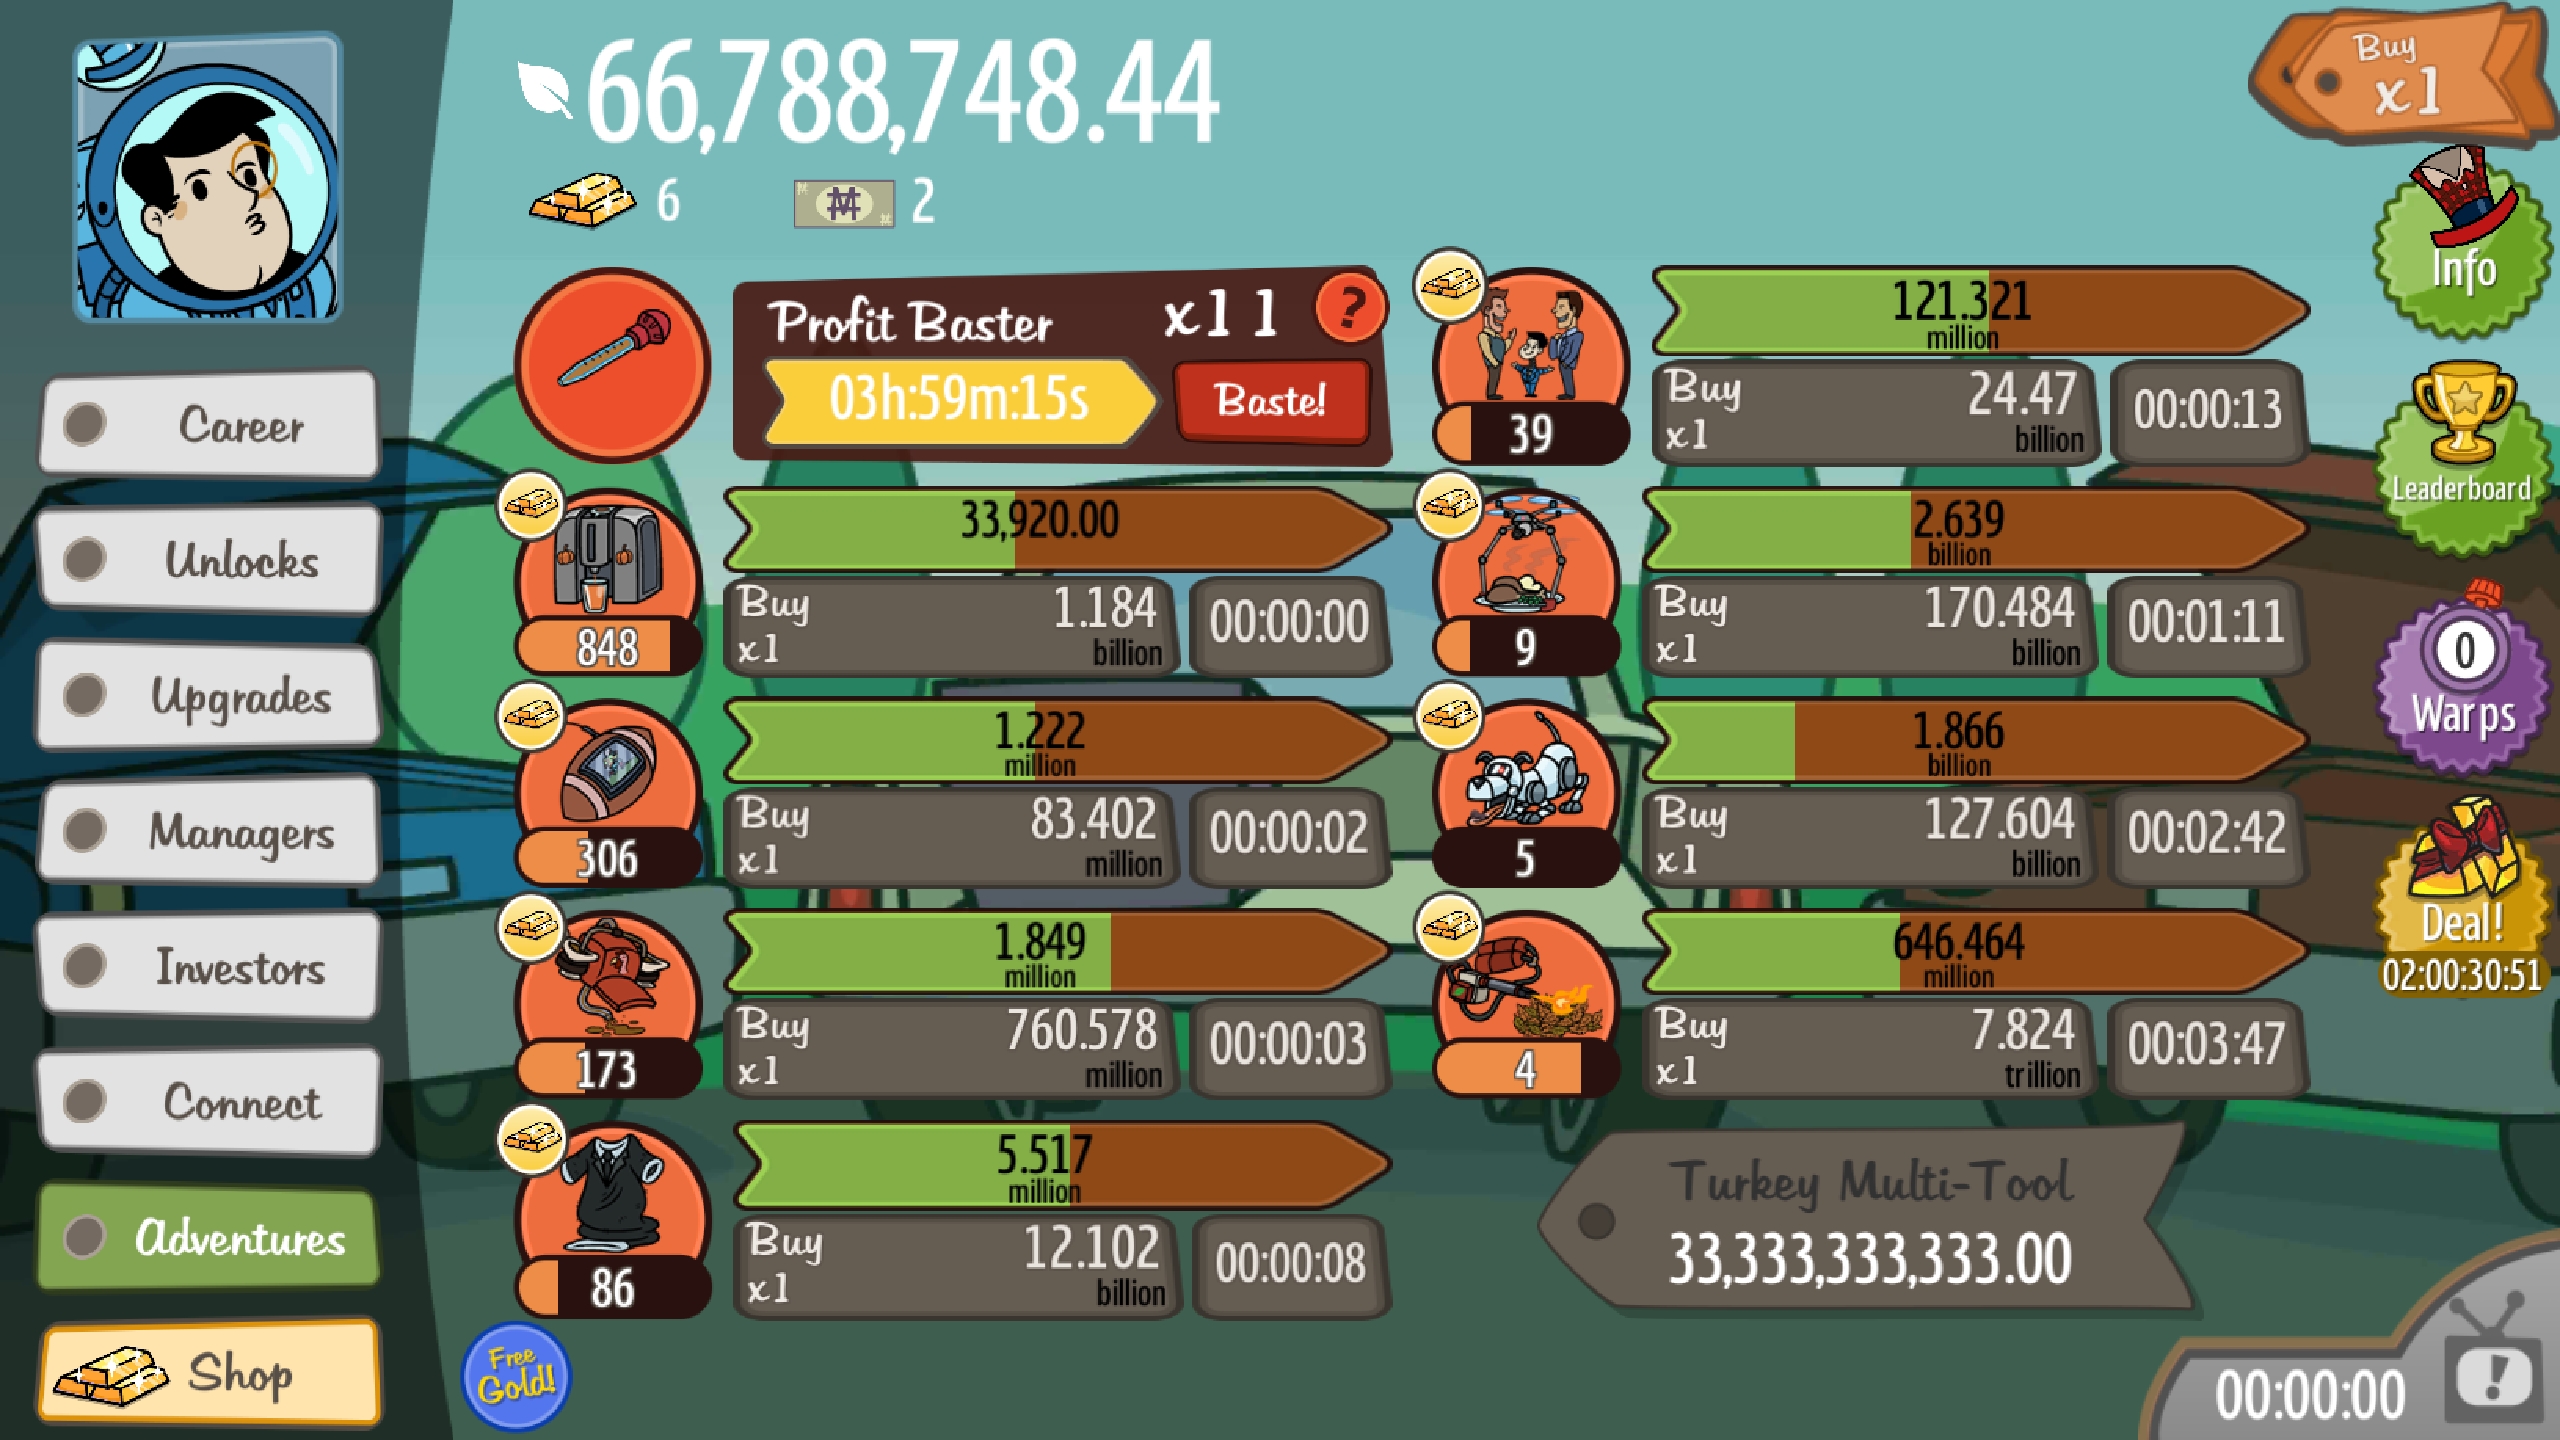 66,788,748.44
6
2
Buy
x1
Career
Unlocks
Upgrades
Managers
Investors
Connect
Adventures
Shop
Free
Gold!
Profit Baster
x11
?
03h:59m:15s
Baste!
848
33,920.00
Buy
x1
1.184
billion
00:00:00
306
1.222
million
Buy
x1
83.402
million
00:00:02
173
1.849
million
Buy
x1
760.578
million
00:00:03
86
5.517
million
Buy
x1
12.102
billion
00:00:08
39
121.321
million
Buy
x1
24.47
billion
00:00:13
9
2.639
billion
Buy
x1
170.484
billion
00:01:11
5
1.866
billion
Buy
x1
127.604
billion
00:02:42
4
646.464
million
Buy
x1
7.824
trillion
00:03:47
Turkey Multi-Tool
33,333,333,333.00
Info
Leaderboard
0
Warps
Deal!
02:00:30:51
00:00:00
!